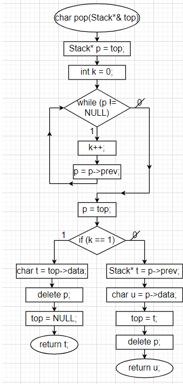 char pop(Stack*& top)
Stack* p = top;
int k = 0;
while (p !=
NULL)
0
1
k++;
p = p->prev;
p = top;
if (k == 1)
1
0
char t = top->data;
Stack* t = p->prev;
delete p;
char u = p->data;
top = NULL;
top = t;
return t;
delete p;
return u;